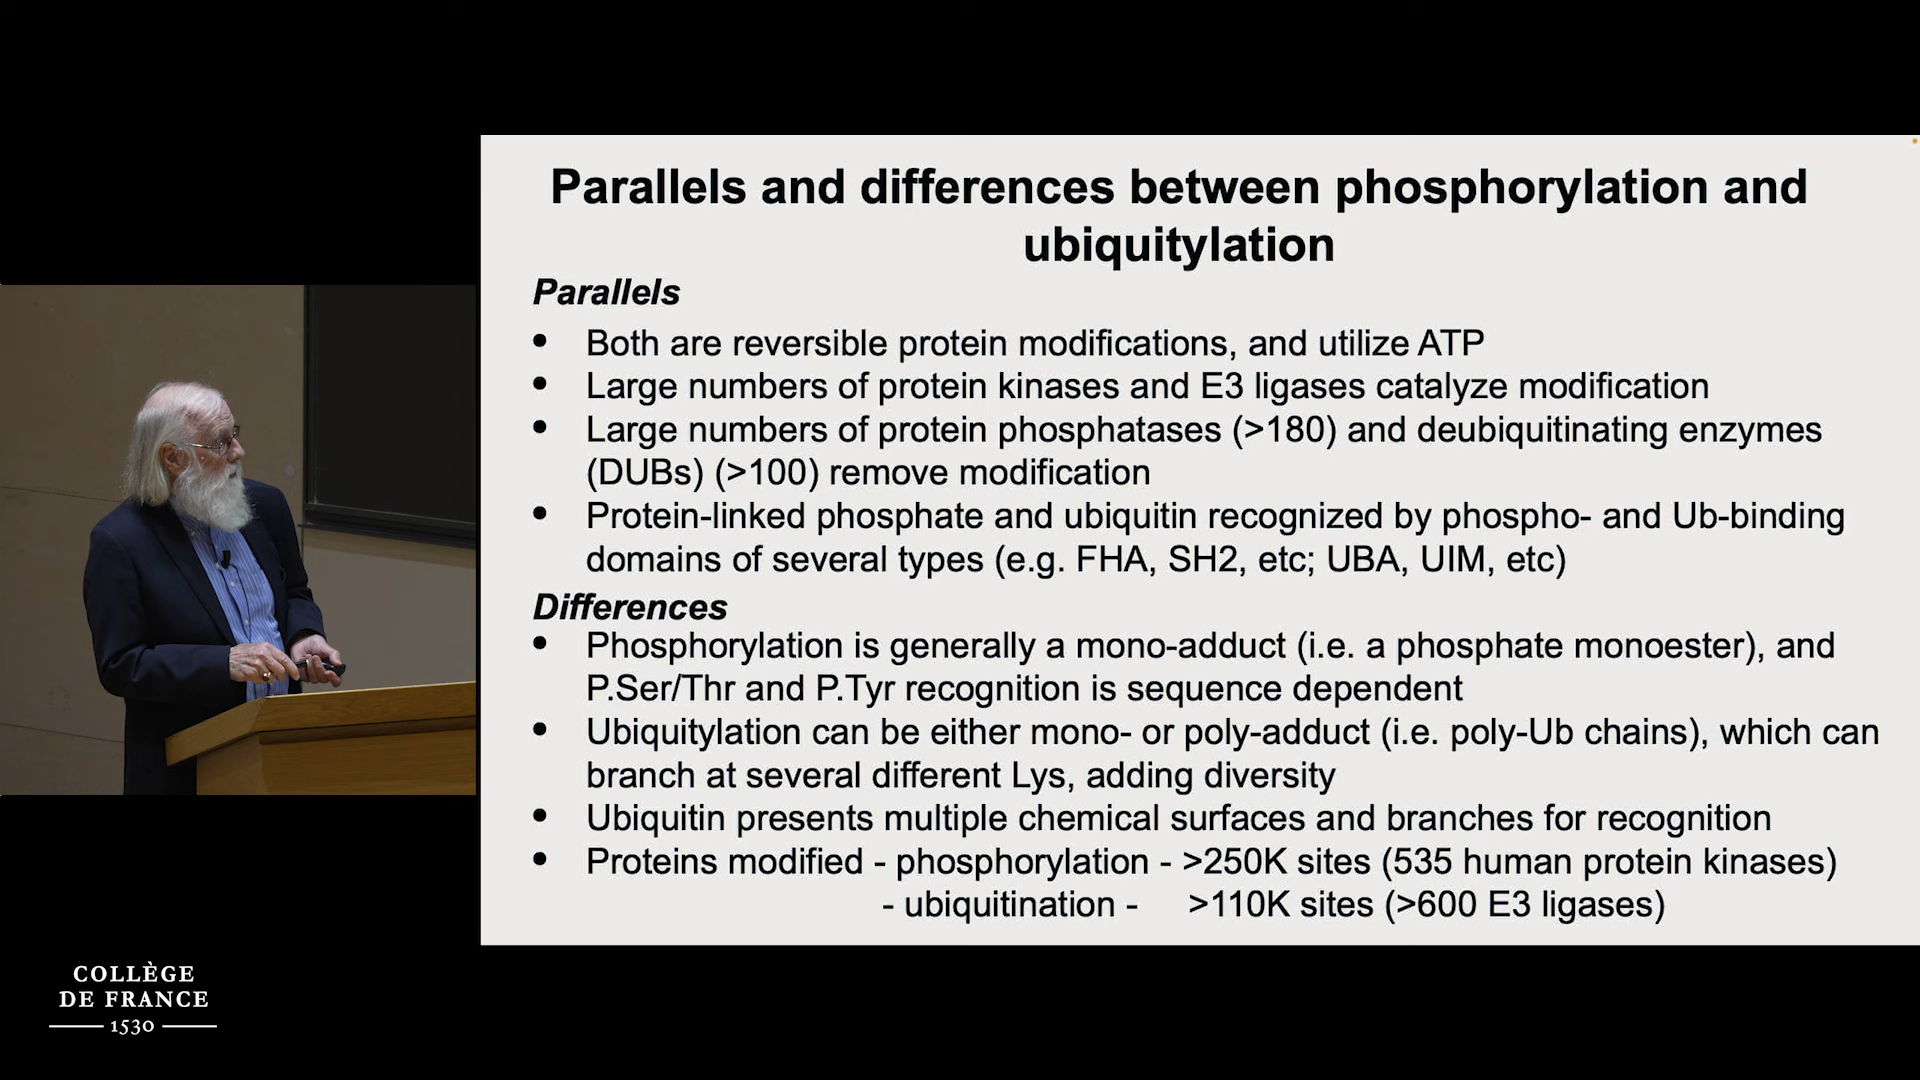 Parallels and differences between phosphorylation and
ubiquitylation
Parallels
• Both are reversible protein modifications, and utilize ATP
• Large numbers of protein kinases and E3 ligases catalyze modification
• Large numbers of protein phosphatases (>180) and deubiquitinating enzymes
(DUBs) (>100) remove modification
• Protein-linked phosphate and ubiquitin recognized by phospho- and Ub-binding
domains of several types (e.g. FHA, SH2, etc; UBA, UIM, etc)
Differences
• Phosphorylation is generally a mono-adduct (i.e. a phosphate monoester), and
P.Ser/Thr and P.Tyr recognition is sequence dependent
• Ubiquitylation can be either mono- or poly-adduct (i.e. poly-Ub chains), which can
branch at several different Lys, adding diversity
• Ubiquitin presents multiple chemical surfaces and branches for recognition
• Proteins modified - phosphorylation - >250K sites (535 human protein kinases)
- ubiquitination - >110K sites (>600 E3 ligases)
COLLÈGE
DE FRANCE
1530